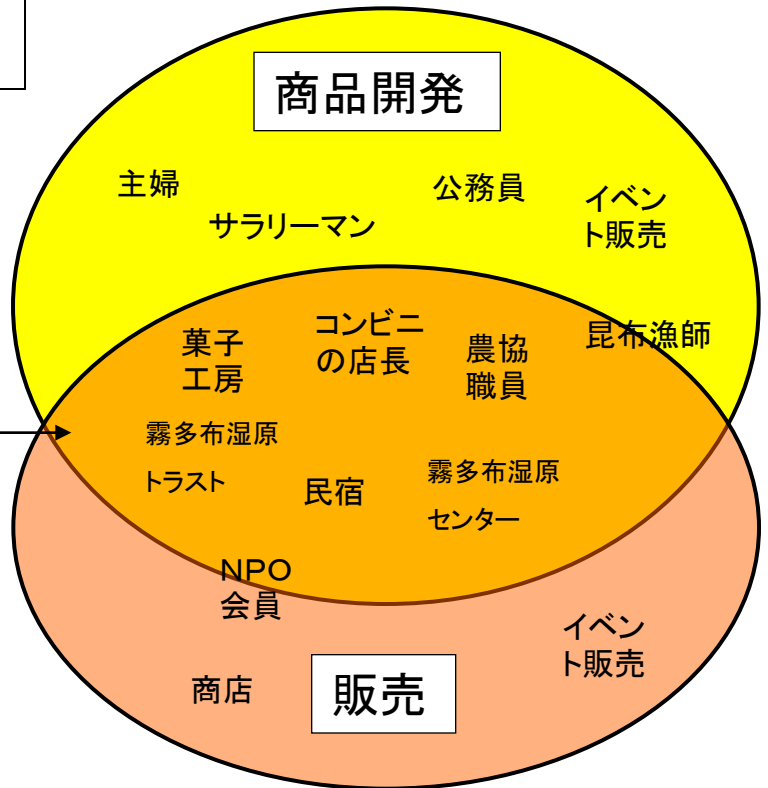 商品開発
主婦
サラリーマン
公務員
イベン
ト販売
菓子
工房
コンビニ
の店長
農協
職員
昆布漁師
霧多布湿原
トラスト
民宿
霧多布湿原
センター
NPO
会員
イベン
ト販売
商店
販売